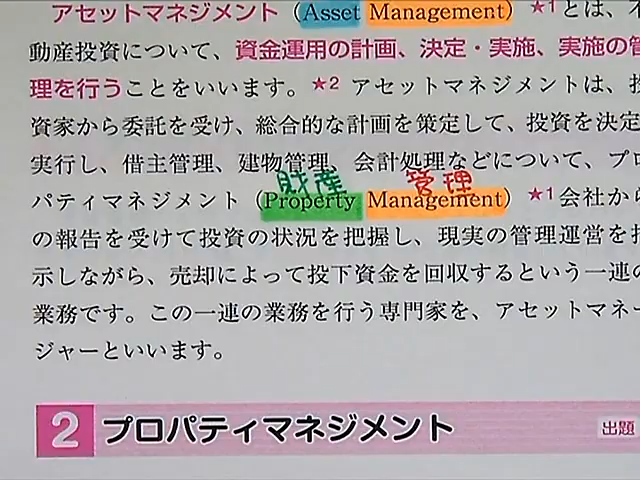 アセットマネジメント（Asset Management）★1とは、不
動産投資について、資金運用の計画、決定・実施、実施の管
理を行うことをいいます。★2 アセットマネジメントは、投
資家から委託を受け、総合的な計画を策定して、投資を決定
実行し、借主管理、建物管理、会計処理などについて、プロ
財産 管理
パティマネジメント（Property Management）★1会社から
の報告を受けて投資の状況を把握し、現実の管理運営を指
示しながら、売却によって投下資金を回収するという一連の
業務です。この一連の業務を行う専門家を、アセットマネー
ジャーといいます。
2 プロパティマネジメント 出題